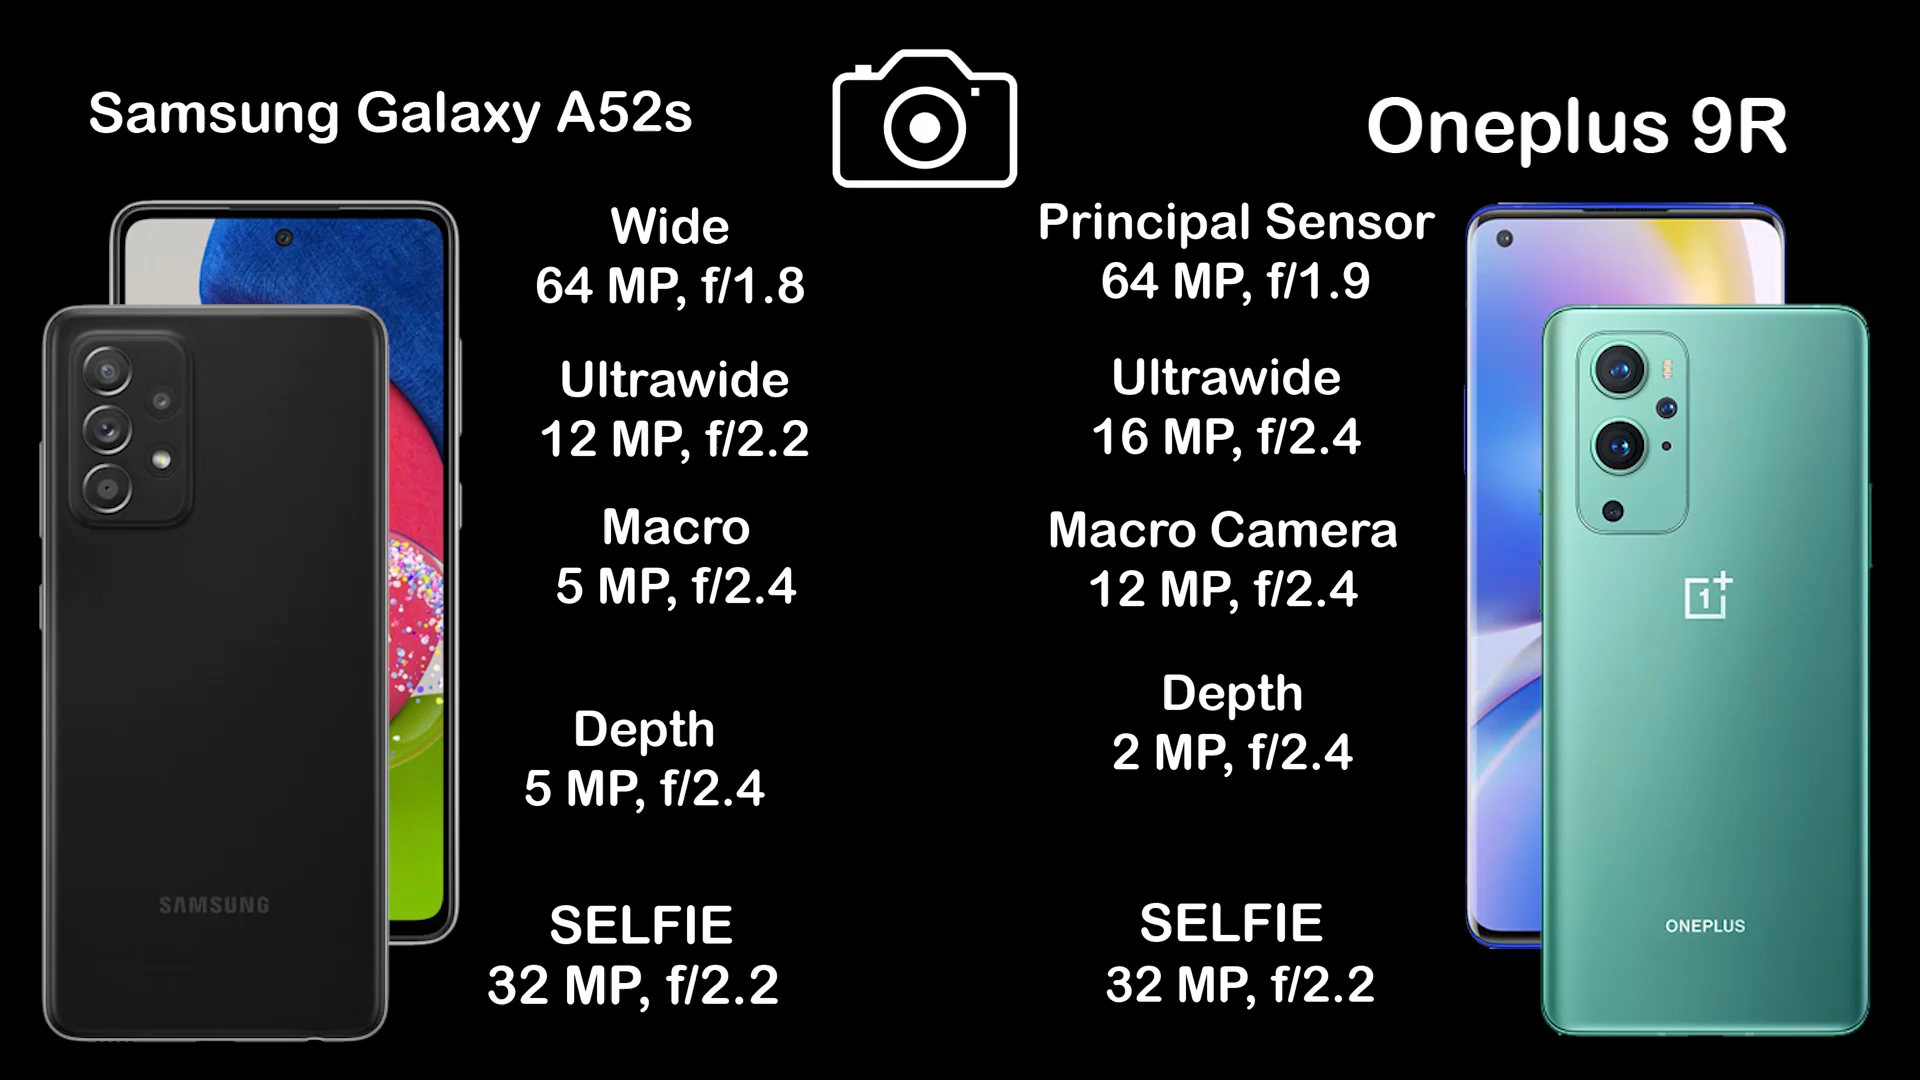 Samsung Galaxy A52s
Oneplus 9R
Wide
64 MP, f/1.8
Ultrawide
12 MP, f/2.2
Macro
5 MP, f/2.4
Depth
5 MP, f/2.4
SELFIE
32 MP, f/2.2
Principal Sensor
64 MP, f/1.9
Ultrawide
16 MP, f/2.4
Macro Camera
12 MP, f/2.4
Depth
2 MP, f/2.4
SELFIE
32 MP, f/2.2
SAMSUNG
1+
ONEPLUS